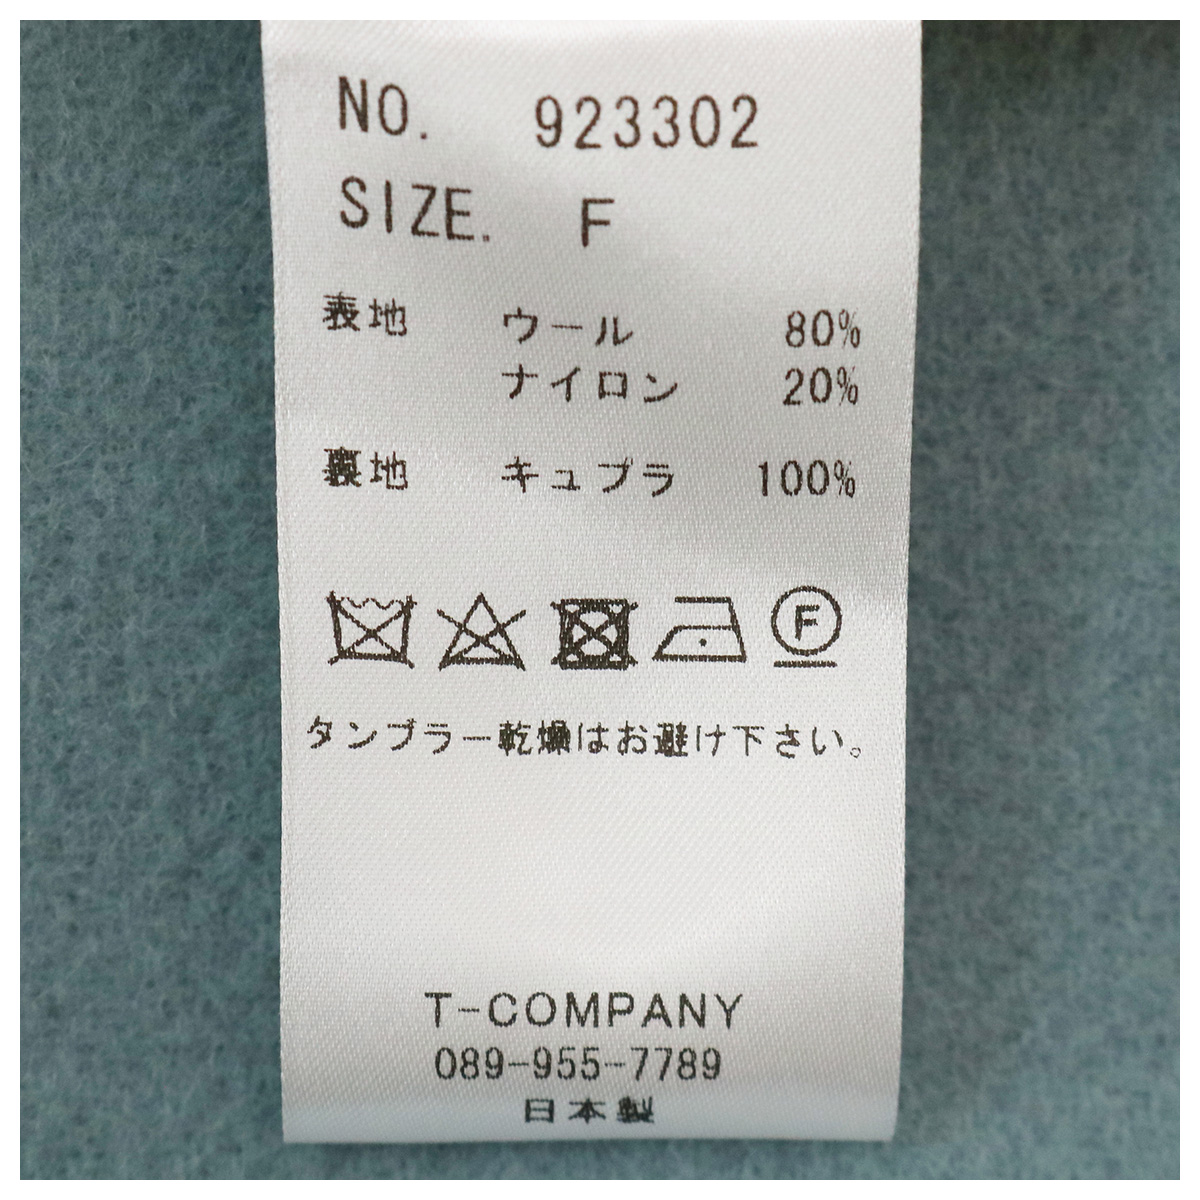 NO. 923302
SIZE. F
表地 ウール 80%
ナイロン 20%
裏地 キュプラ 100%
F
タンブラー乾燥はお避け下さい。
T-COMPANY
089-955-7789
日本製